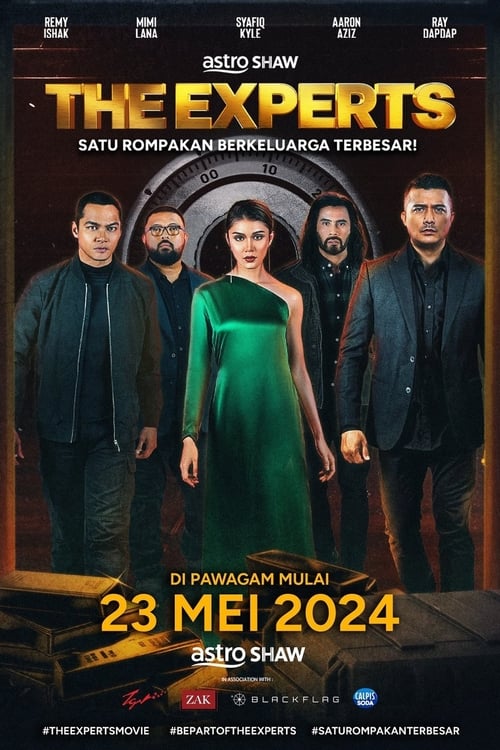 REMY ISHAK
MIMI LANA
SYAFIQ KYLE
AARON AZIZ
RAY DAPDAP
astro SHAW
THE EXPERTS
SATU ROMPAKAN BERKELUARGA TERBESAR!
00
10
DI PAWAGAM MULAI
23 MEI 2024
astro SHAW
IN ASSOCIATION WITH :
ZAK
BLACKFLAG
CALPIS SODA
#THEEXPERTSMOVIE #BEPARTOFTHEEXPERTS #SATUROMPAKANTERBESAR